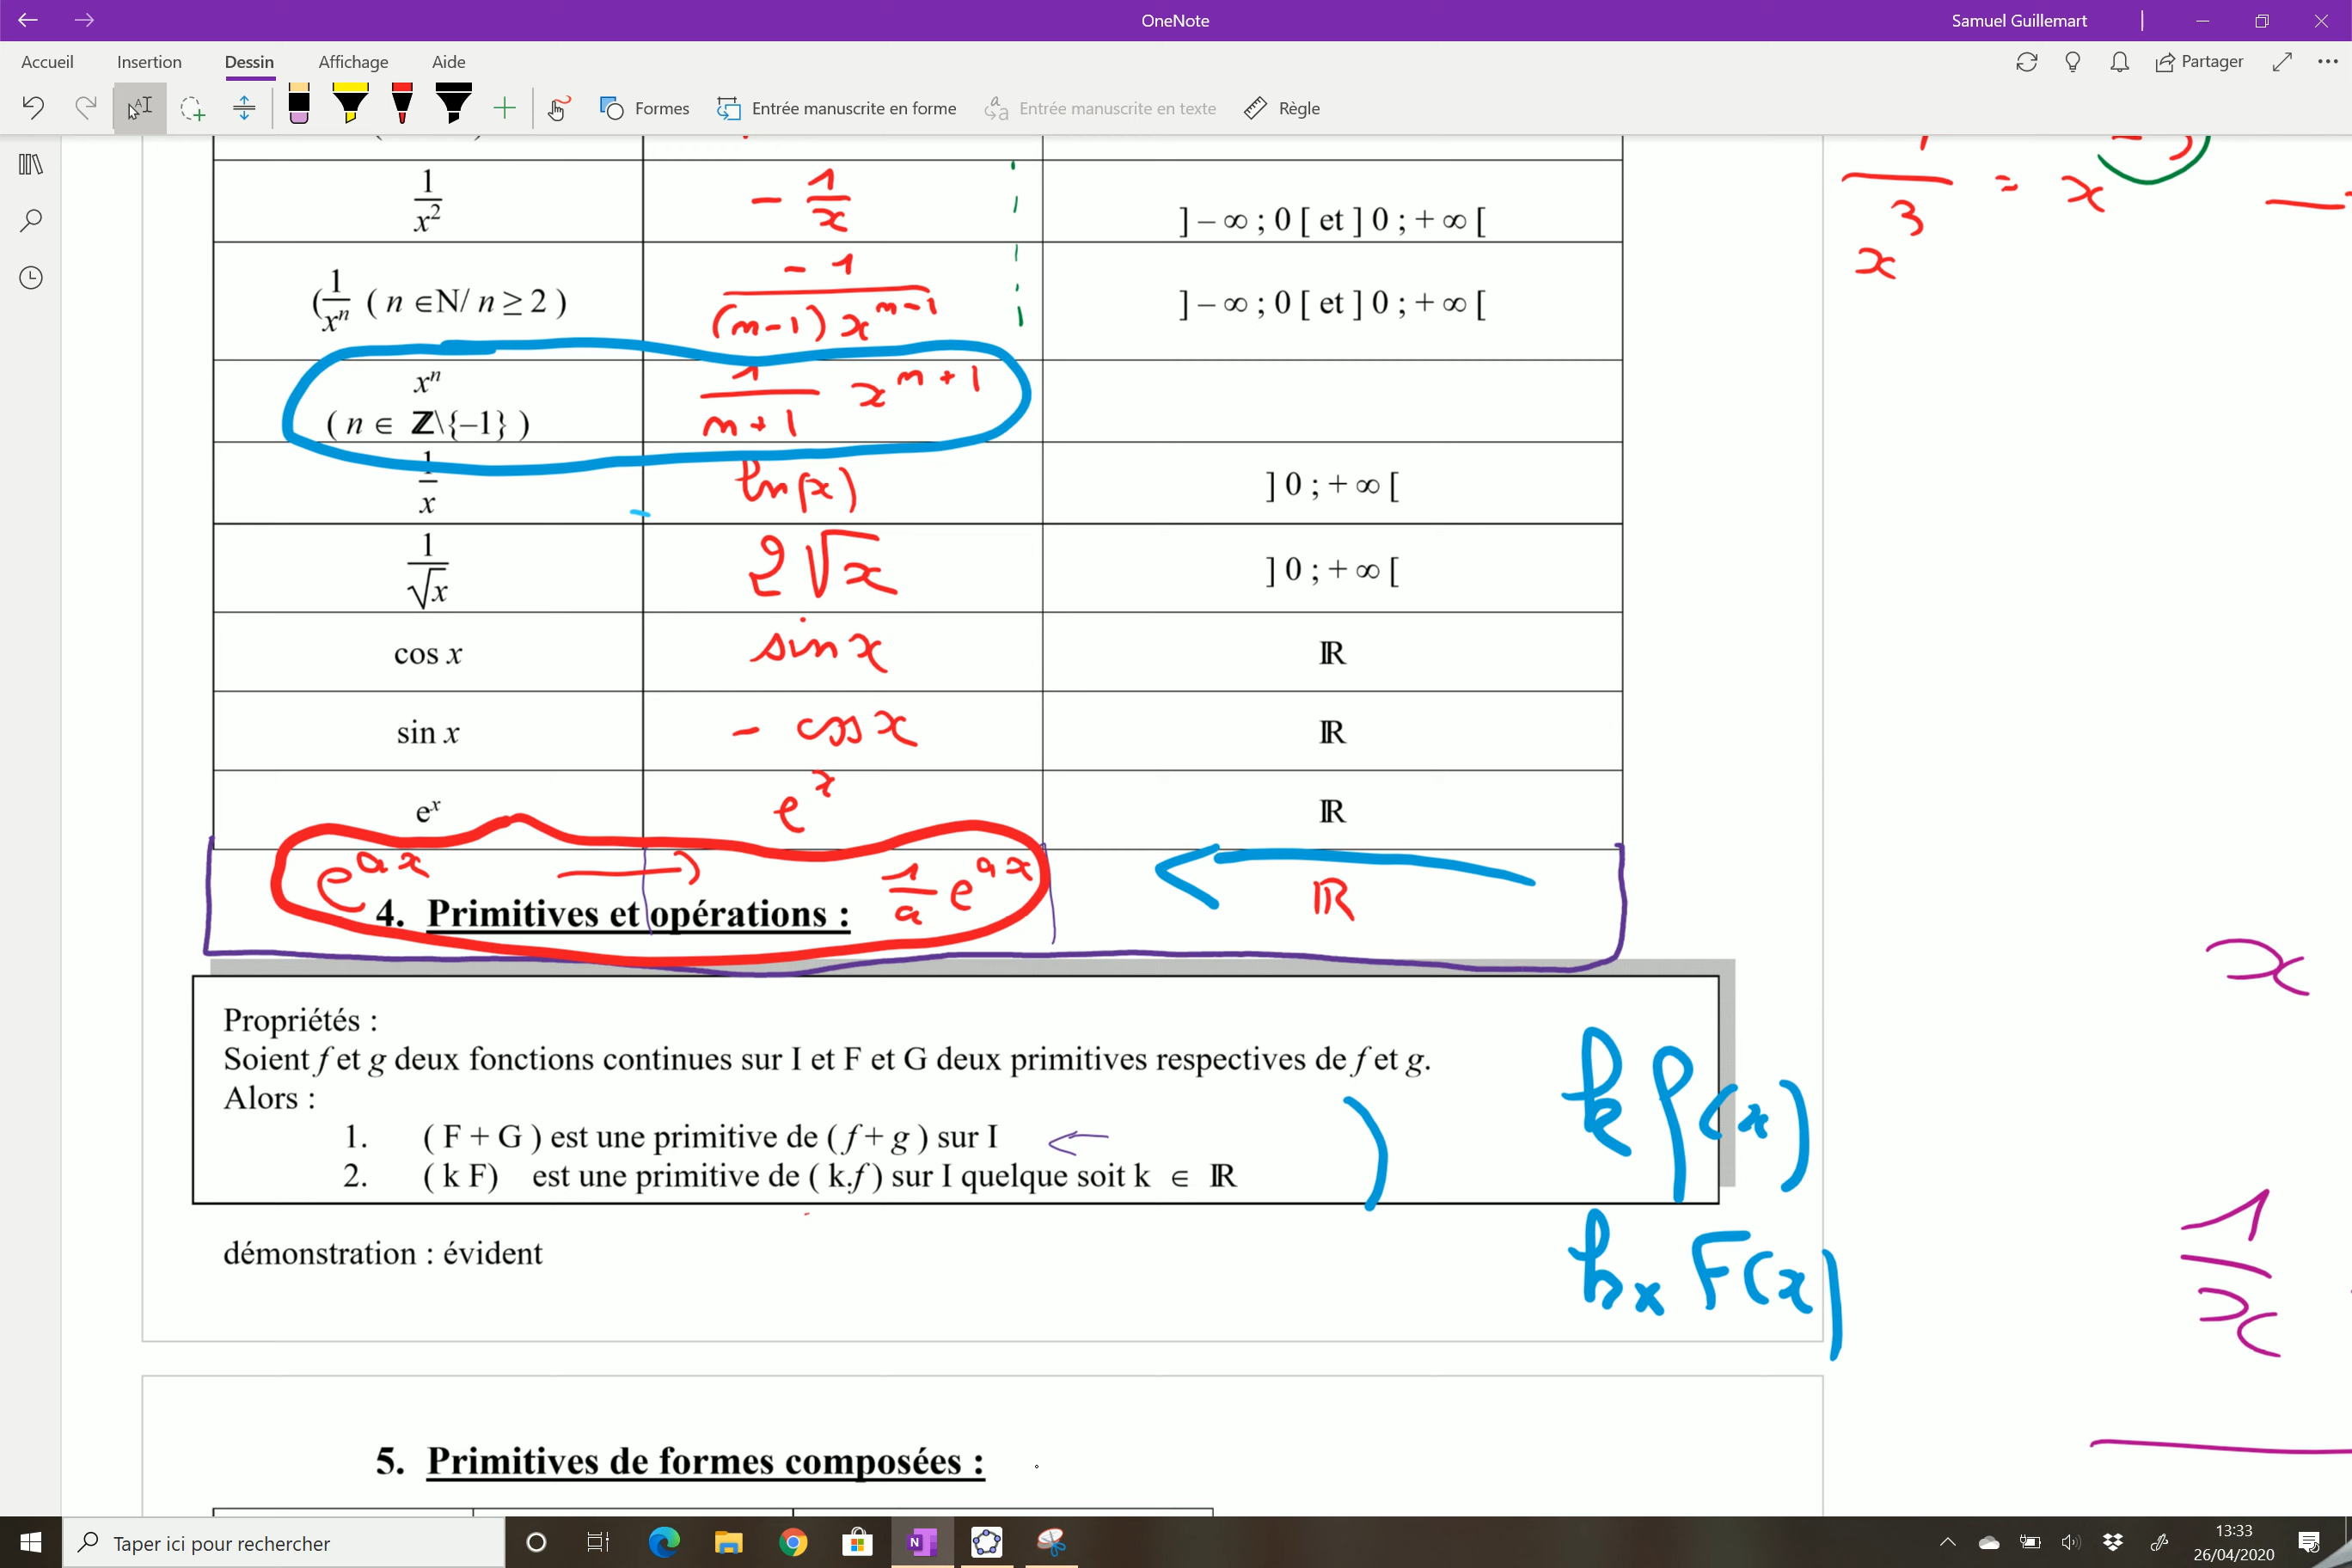 OneNote
Samuel Guillemart
Accueil Insertion Dessin Affichage Aide
Partager
Formes Entrée manuscrite en forme Entrée manuscrite en texte Règle
1/x² - 1/x ] – ∞ ; 0 [ et ] 0 ; + ∞ [
(1/xⁿ ( n ∈N/ n ≥ 2 ) -1/((n-1) xⁿ⁻¹) ] – ∞ ; 0 [ et ] 0 ; + ∞ [
xⁿ
( n ∈ ℤ\{–1} ) 1/(n+1) xⁿ⁺¹
1/x ln(x) ] 0 ; + ∞ [
1/√x 2√x ] 0 ; + ∞ [
cos x sin x ℝ
sin x - cos x ℝ
eˣ eˣ ℝ
e^(ax) → 1/a e^(ax) ℝ
4. Primitives et opérations :
Propriétés :
Soient f et g deux fonctions continues sur I et F et G deux primitives respectives de f et g.
Alors :
1. ( F + G ) est une primitive de ( f + g ) sur I
2. ( k F) est une primitive de ( k.f ) sur I quelque soit k ∈ ℝ
k f(x)
k x F(x)
démonstration : évident
5. Primitives de formes composées :
x³ = x
x
1/x
Taper ici pour rechercher
13:33
26/04/2020